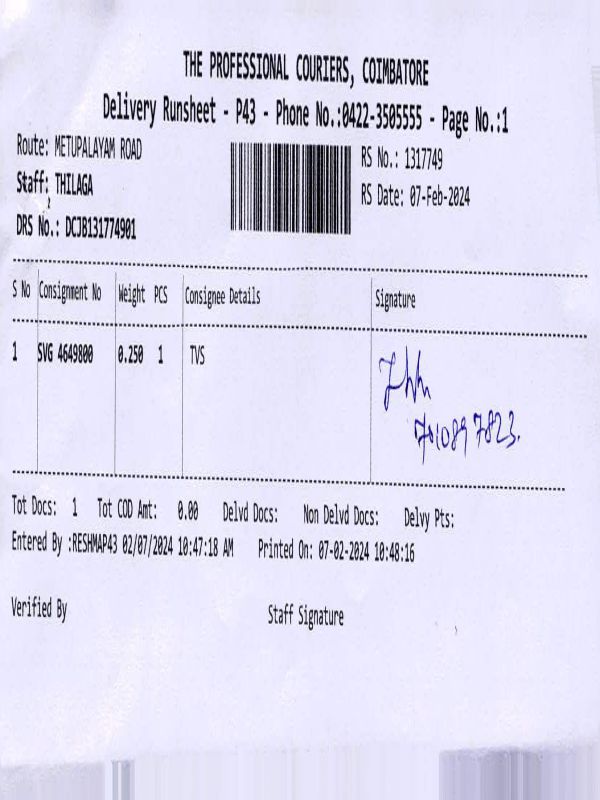 THE PROFESSIONAL COURIERS, COIMBATORE
Delivery Runsheet - P43 - Phone No.:0422-3505555 - Page No.:1
Route: METUPALAYAM ROAD
RS No.: 1317749
Staff: THILAGA
RS Date: 07-Feb-2024
DRS No.: DCJB131774901
S No Consignment No Weight PCS Consignee Details Signature
1 SVG 4649800 0.250 1 TVS
Tot Docs: 1 Tot COD Amt: 0.00 Delvd Docs: Non Delvd Docs: Delvy Pts:
Entered By :RESHMAP43 02/07/2024 10:47:18 AM Printed On: 07-02-2024 10:48:16
Verified By Staff Signature